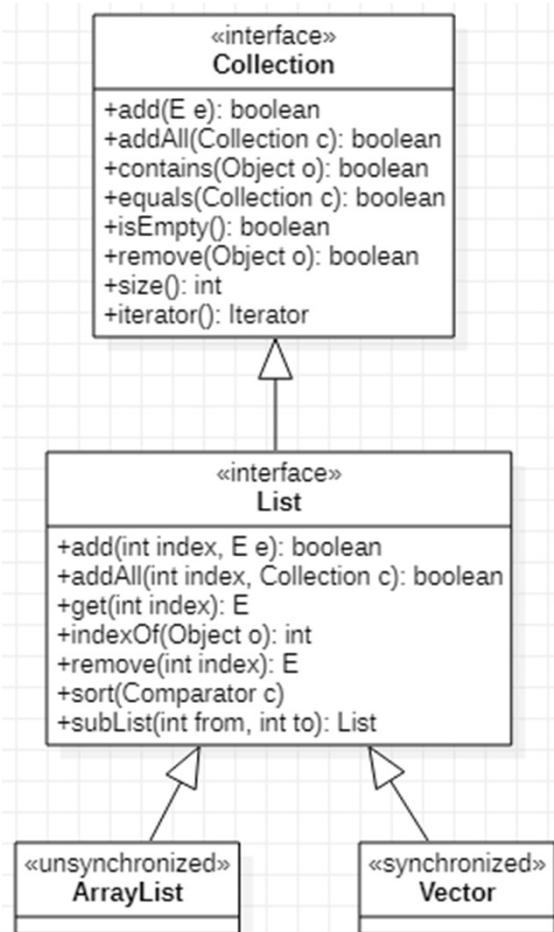 «interface»
Collection
+add(E e): boolean
+addAll(Collection c): boolean
+contains(Object o): boolean
+equals(Collection c): boolean
+isEmpty(): boolean
+remove(Object o): boolean
+size(): int
+iterator(): Iterator
«interface»
List
+add(int index, E e): boolean
+addAll(int index, Collection c): boolean
+get(int index): E
+indexOf(Object o): int
+remove(int index): E
+sort(Comparator c)
+subList(int from, int to): List
«unsynchronized»
ArrayList
«synchronized»
Vector